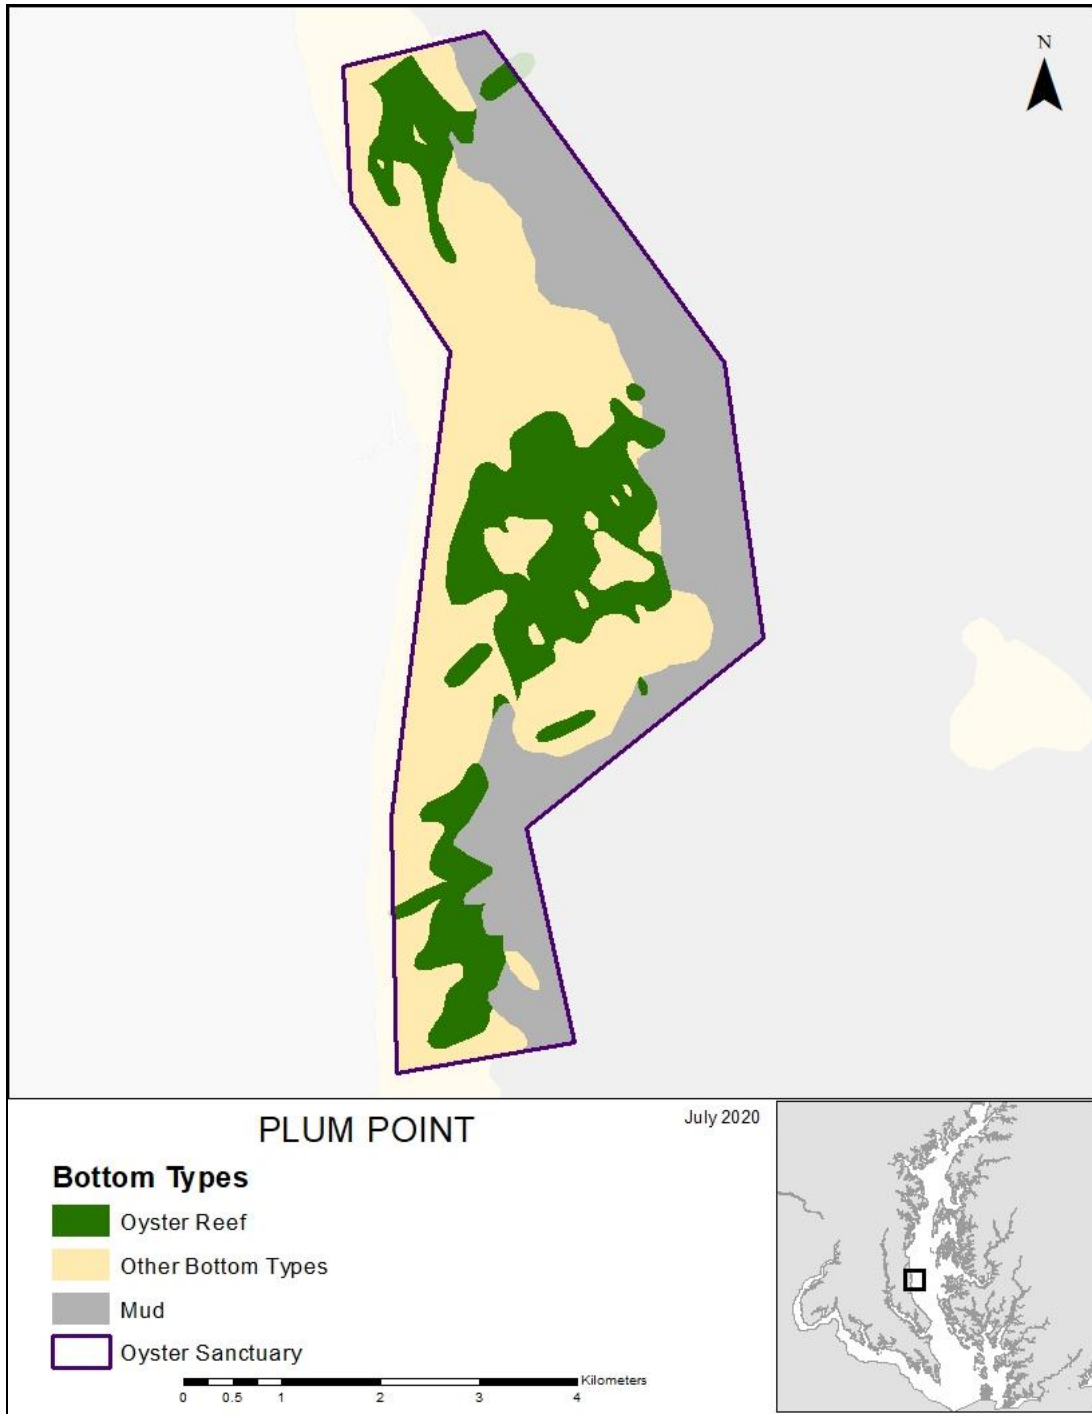 N
PLUM POINT
July 2020
Bottom Types
Oyster Reef
Other Bottom Types
Mud
Oyster Sanctuary
Kilometers
0 0.5 1 2 3 4